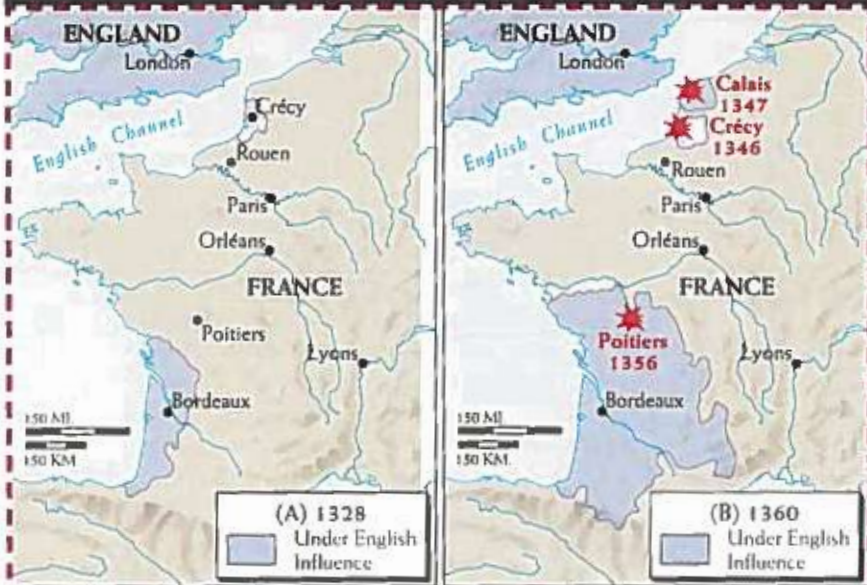 ENGLAND
London
English Channel
Crécy
Rouen
Paris
Orléans
FRANCE
Poitiers
Lyons
Bordeaux
150 MI.
150 KM.
(A) 1328
Under English
Influence
ENGLAND
London
English Channel
Calais
1347
Crécy
1346
Rouen
Paris
Orléans
FRANCE
Poitiers
1356
Lyons
Bordeaux
150 MI.
150 KM.
(B) 1360
Under English
Influence